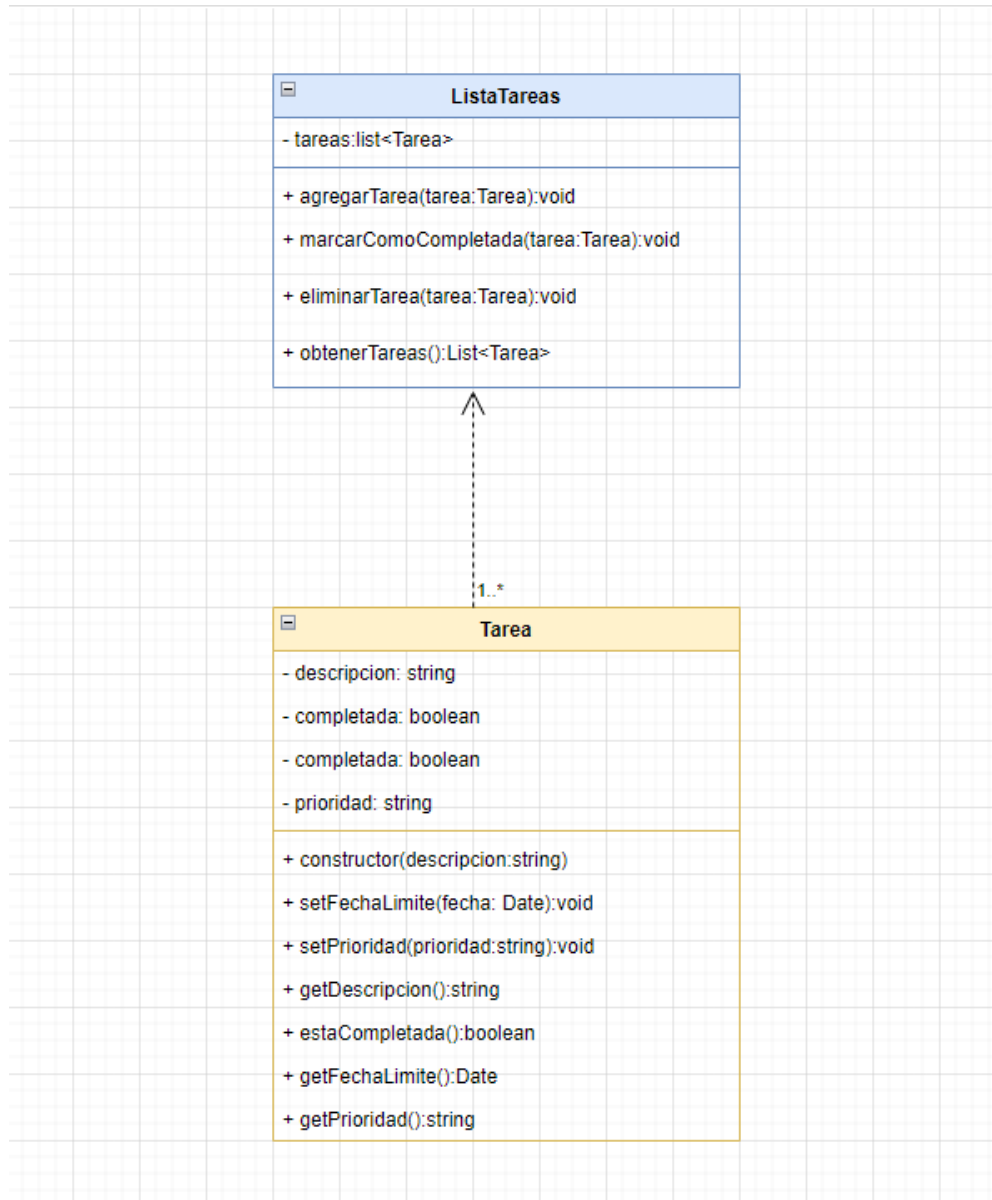 ListaTareas
- tareas:list<Tarea>
+ agregarTarea(tarea:Tarea):void
+ marcarComoCompletada(tarea:Tarea):void
+ eliminarTarea(tarea:Tarea):void
+ obtenerTareas():List<Tarea>
1..*
Tarea
- descripcion: string
- completada: boolean
- completada: boolean
- prioridad: string
+ constructor(descripcion:string)
+ setFechaLimite(fecha: Date):void
+ setPrioridad(prioridad:string):void
+ getDescripcion():string
+ estaCompletada():boolean
+ getFechaLimite():Date
+ getPrioridad():string